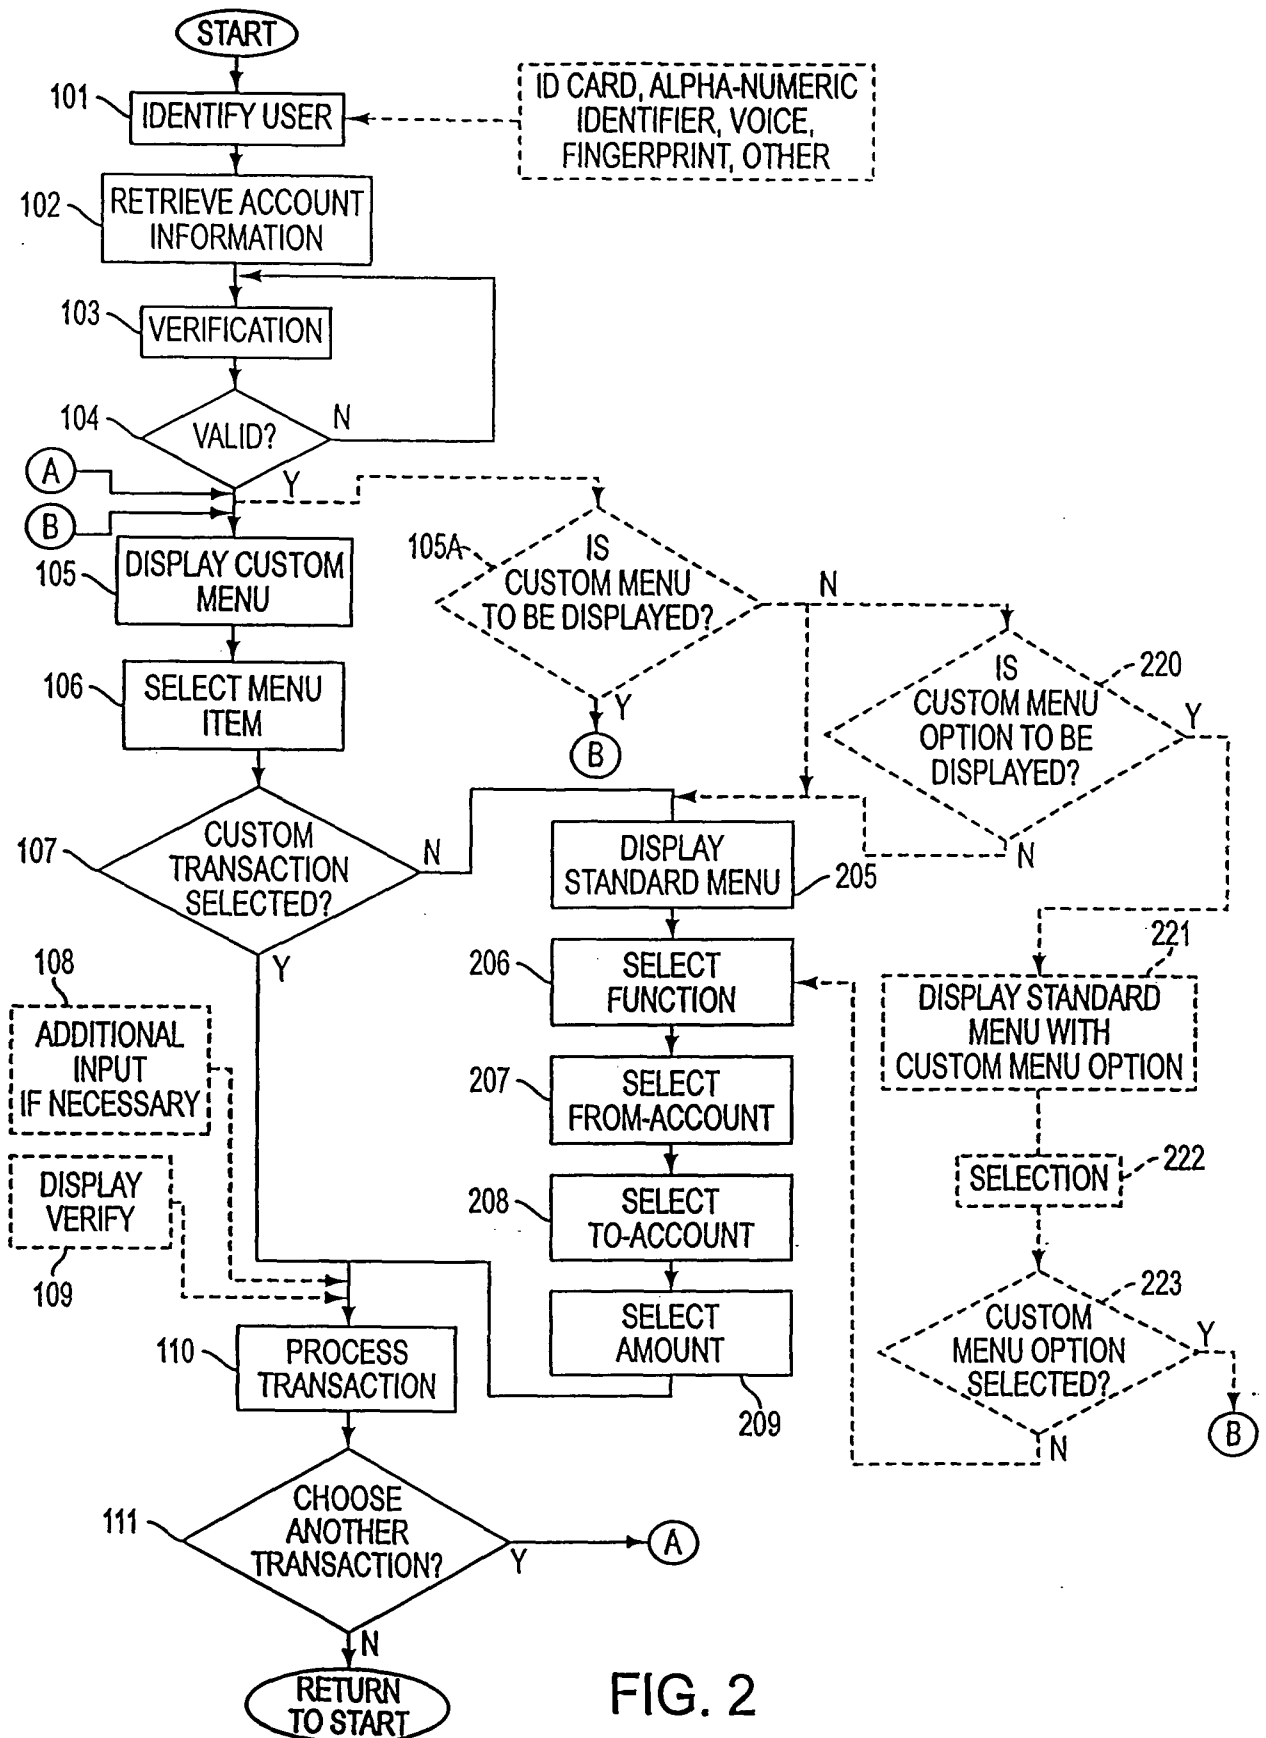 START
101
IDENTIFY USER
ID CARD, ALPHA-NUMERIC
IDENTIFIER, VOICE,
FINGERPRINT, OTHER
102
RETRIEVE ACCOUNT
INFORMATION
103
VERIFICATION
104
VALID?
N
Y
A
B
105
DISPLAY CUSTOM
MENU
105A
IS
CUSTOM MENU
TO BE DISPLAYED?
N
Y
B
220
IS
CUSTOM MENU
OPTION TO BE
DISPLAYED?
Y
N
106
SELECT MENU
ITEM
107
CUSTOM
TRANSACTION
SELECTED?
N
Y
DISPLAY
STANDARD MENU
205
206
SELECT
FUNCTION
207
SELECT
FROM-ACCOUNT
208
SELECT
TO-ACCOUNT
SELECT
AMOUNT
209
221
DISPLAY STANDARD
MENU WITH
CUSTOM MENU OPTION
SELECTION
222
223
CUSTOM
MENU OPTION
SELECTED?
Y
N
B
108
ADDITIONAL
INPUT
IF NECESSARY
DISPLAY
VERIFY
109
110
PROCESS
TRANSACTION
111
CHOOSE
ANOTHER
TRANSACTION?
Y
A
N
RETURN
TO START
FIG. 2